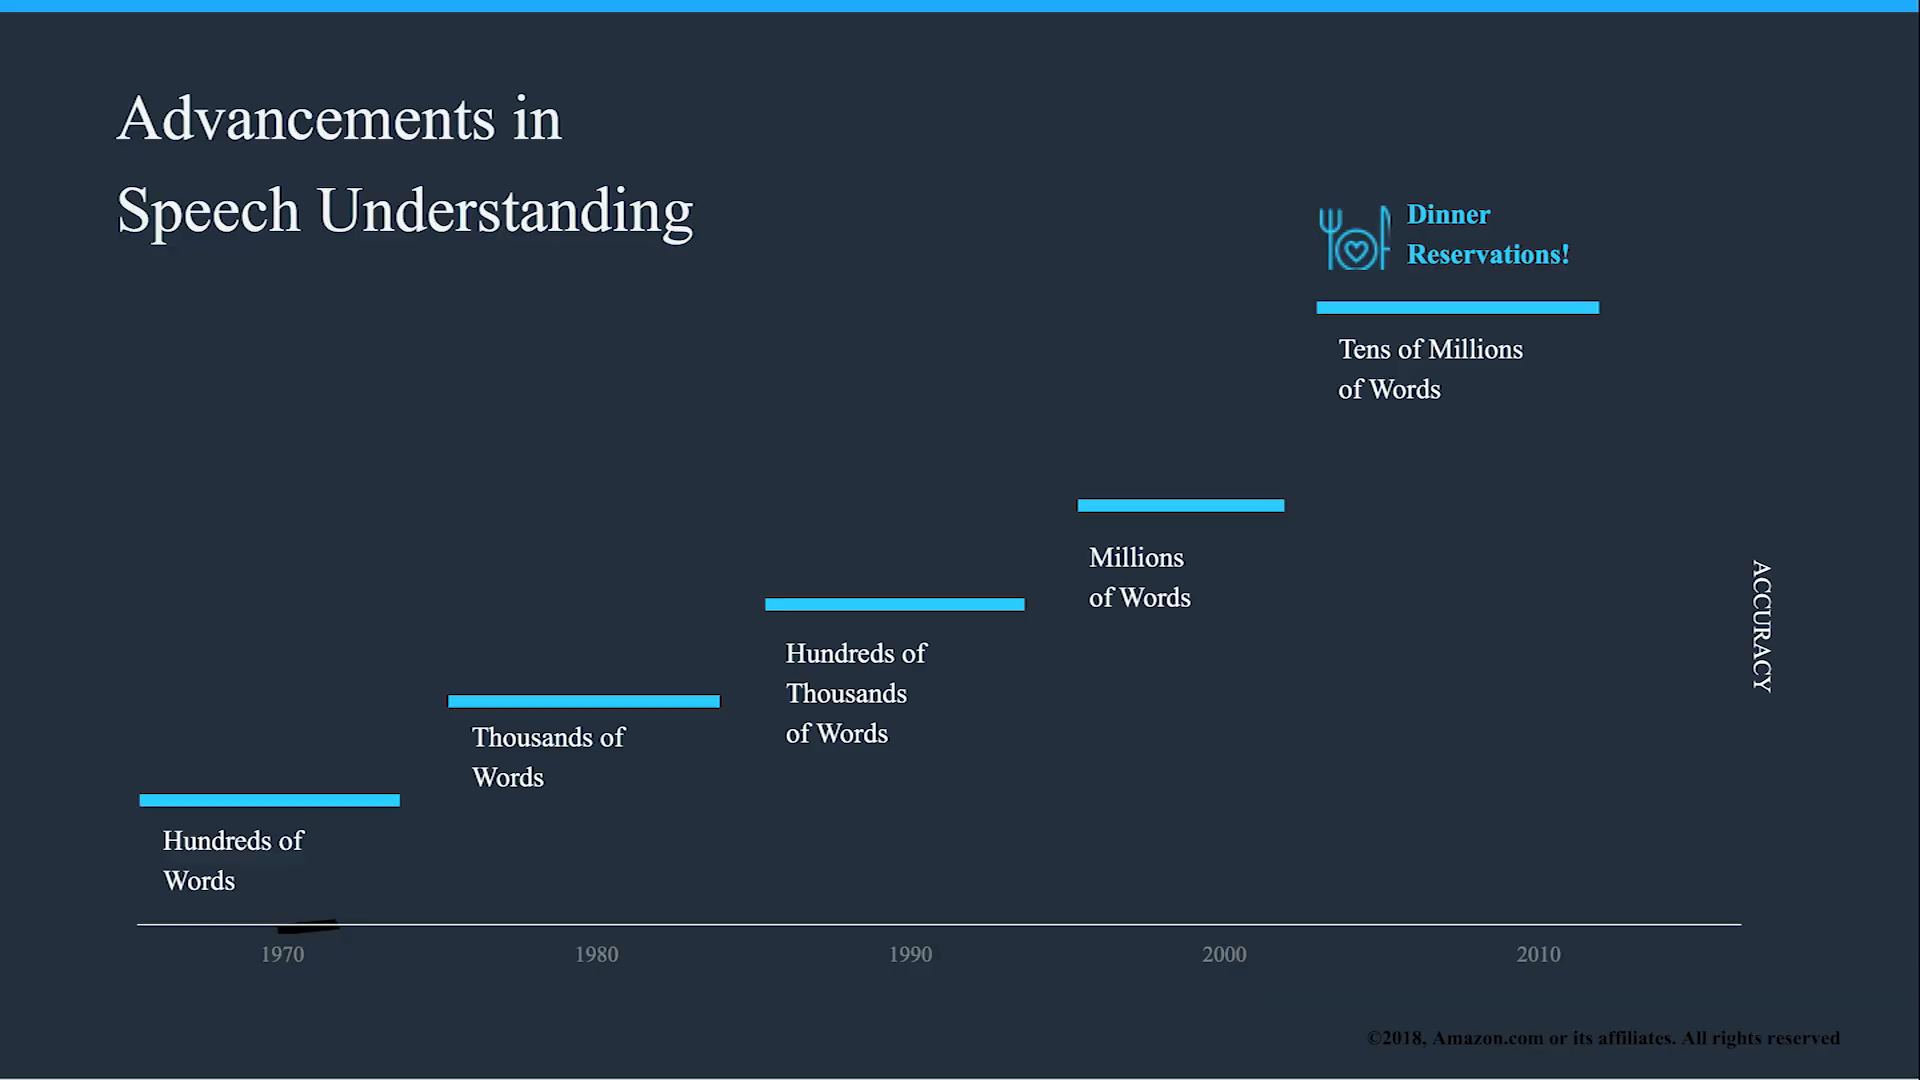 Advancements in
Speech Understanding
Dinner
Reservations!
Tens of Millions
of Words
Millions
of Words
Hundreds of
Thousands
of Words
Thousands of
Words
Hundreds of
Words
ACCURACY
1970 1980 1990 2000 2010
©2018, Amazon.com or its affiliates. All rights reserved